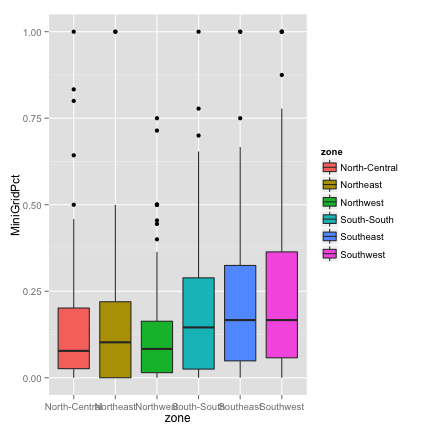 1.00
0.75
0.50
0.25
0.00
MiniGridPct
North-Central Northeast Northwest South-South Southeast Southwest
zone
zone
North-Central
Northeast
Northwest
South-South
Southeast
Southwest